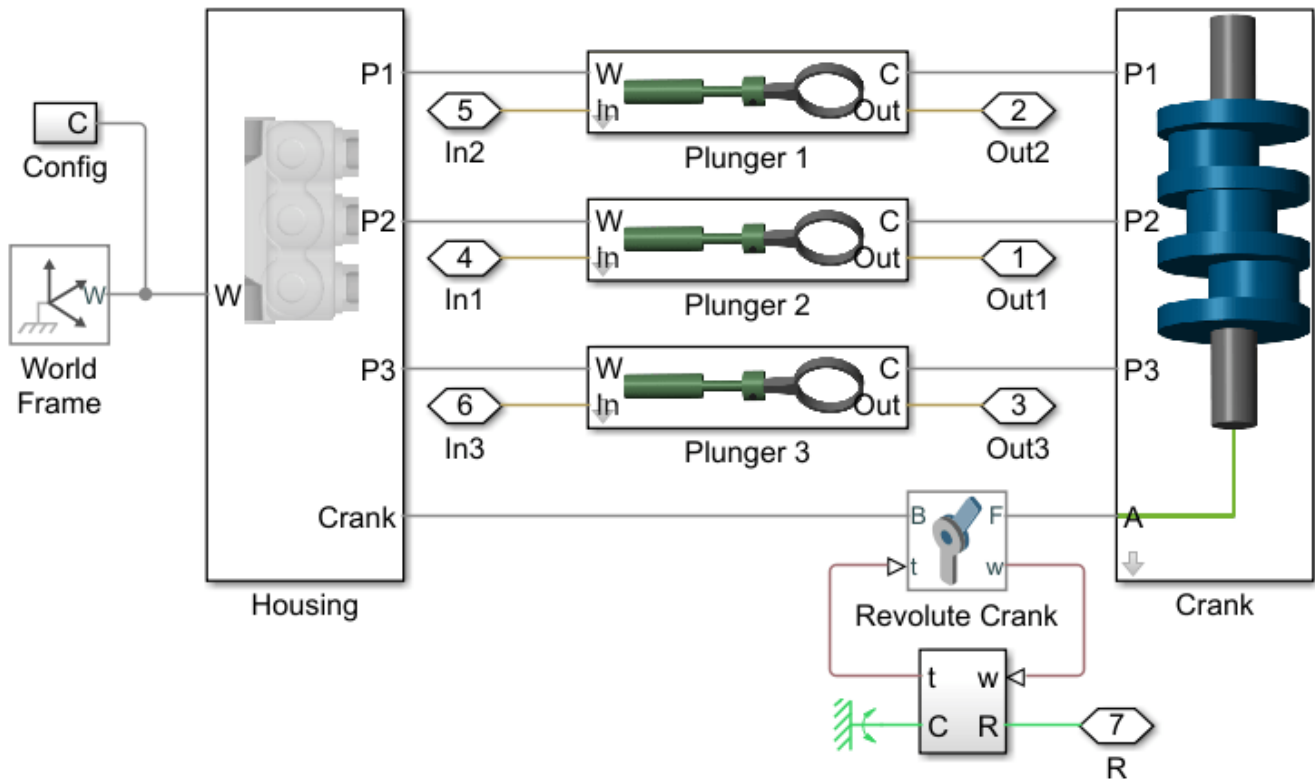 C
Config
W
World
Frame
W
P1
P2
P3
Crank
Housing
5
In2
W
In
C
Out
Plunger 1
2
Out2
4
In1
W
In
C
Out
Plunger 2
1
Out1
6
In3
W
In
C
Out
Plunger 3
3
Out3
P1
P2
P3
A
Crank
B
F
t
w
Revolute Crank
t
w
C
R
7
R